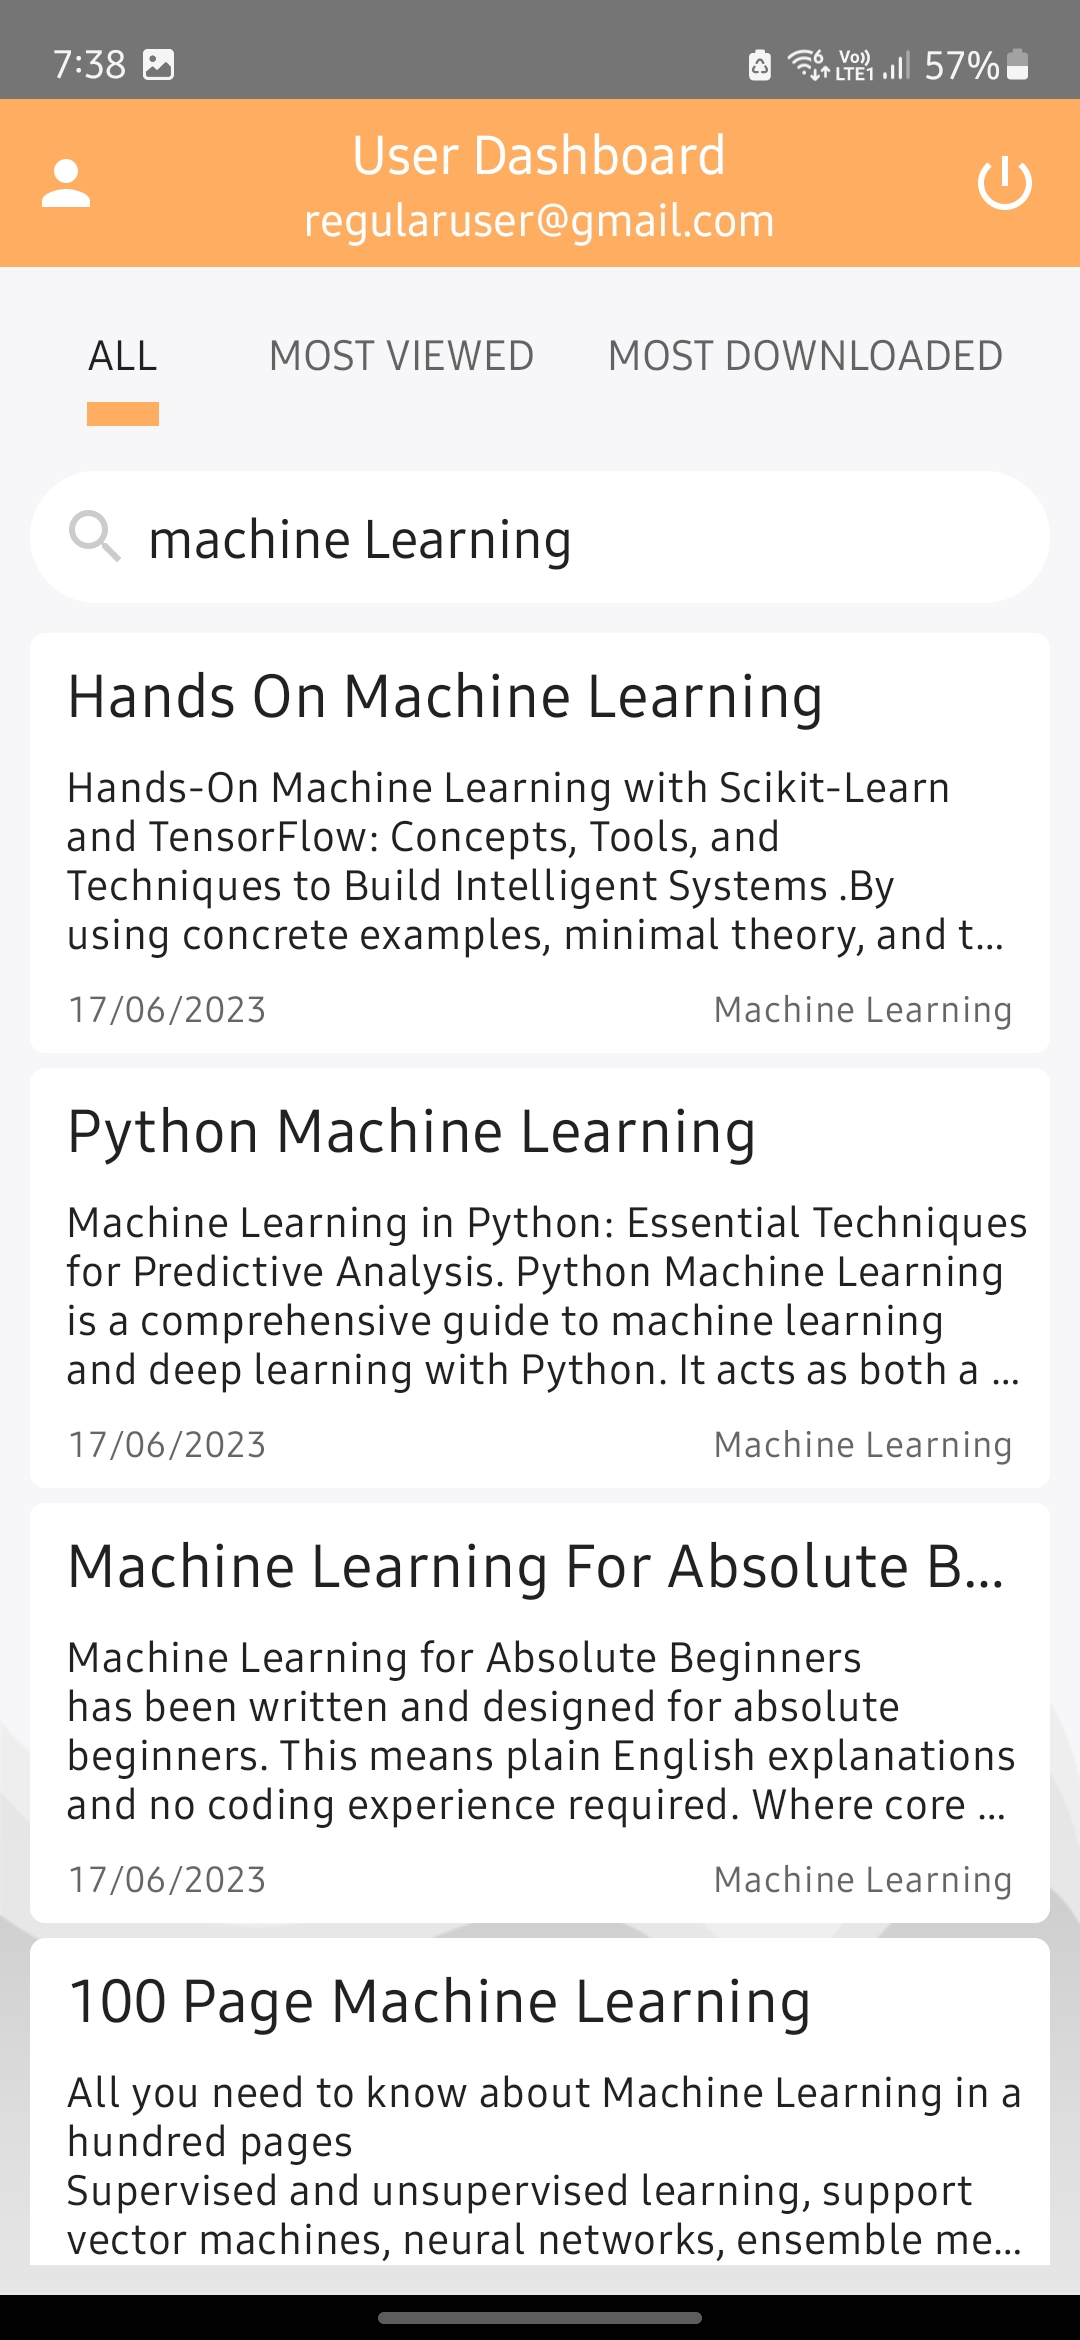 7:38
Vo)) LTE1 57%
User Dashboard
regularuser@gmail.com
ALL MOST VIEWED MOST DOWNLOADED
machine Learning
Hands On Machine Learning
Hands-On Machine Learning with Scikit-Learn
and TensorFlow: Concepts, Tools, and
Techniques to Build Intelligent Systems .By
using concrete examples, minimal theory, and t...
17/06/2023 Machine Learning
Python Machine Learning
Machine Learning in Python: Essential Techniques
for Predictive Analysis. Python Machine Learning
is a comprehensive guide to machine learning
and deep learning with Python. It acts as both a ...
17/06/2023 Machine Learning
Machine Learning For Absolute B...
Machine Learning for Absolute Beginners
has been written and designed for absolute
beginners. This means plain English explanations
and no coding experience required. Where core ...
17/06/2023 Machine Learning
100 Page Machine Learning
All you need to know about Machine Learning in a
hundred pages
Supervised and unsupervised learning, support
vector machines, neural networks, ensemble me...